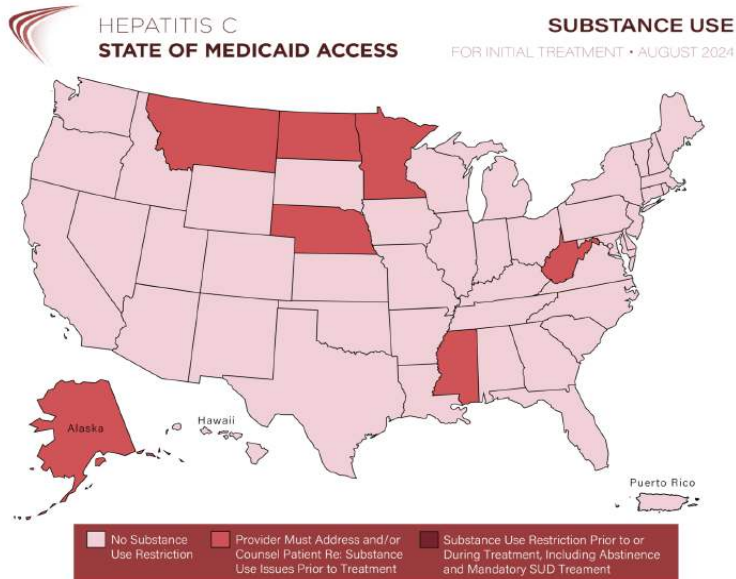 HEPATITIS C
STATE OF MEDICAID ACCESS
SUBSTANCE USE
FOR INITIAL TREATMENT • AUGUST 2024
Alaska
Hawaii
Puerto Rico
No Substance
Use Restriction
Provider Must Address and/or
Counsel Patient Re: Substance
Use Issues Prior to Treatment
Substance Use Restriction Prior to or
During Treatment, Including Abstinence
and Mandatory SUD Treament